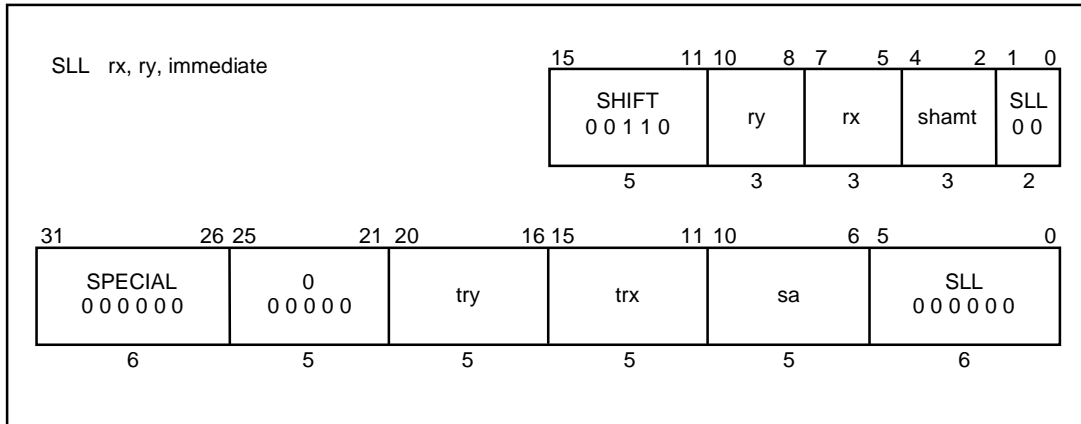 SLL rx, ry, immediate
15 11 10 8 7 5 4 2 1 0
SHIFT ry rx shamt SLL
0 0 1 1 0 0 0
5 3 3 3 2
31 26 25 21 20 16 15 11 10 6 5 0
SPECIAL 0 try trx sa SLL
0 0 0 0 0 0 0 0 0 0 0 0 0 0 0 0 0
6 5 5 5 5 6